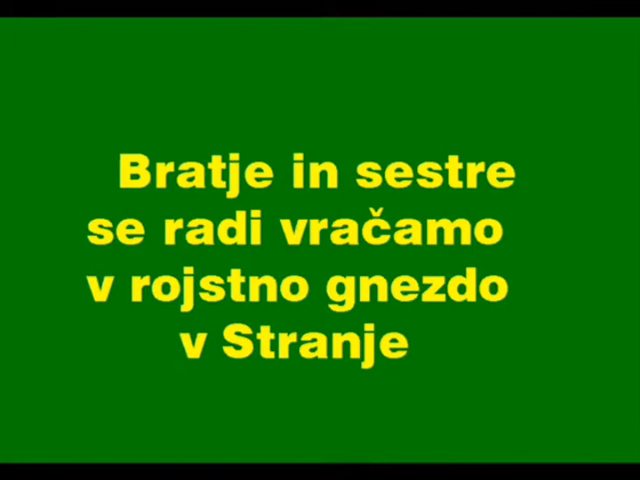 Bratje in sestre
se radi vračamo
v rojstno gnezdo
v Stranje